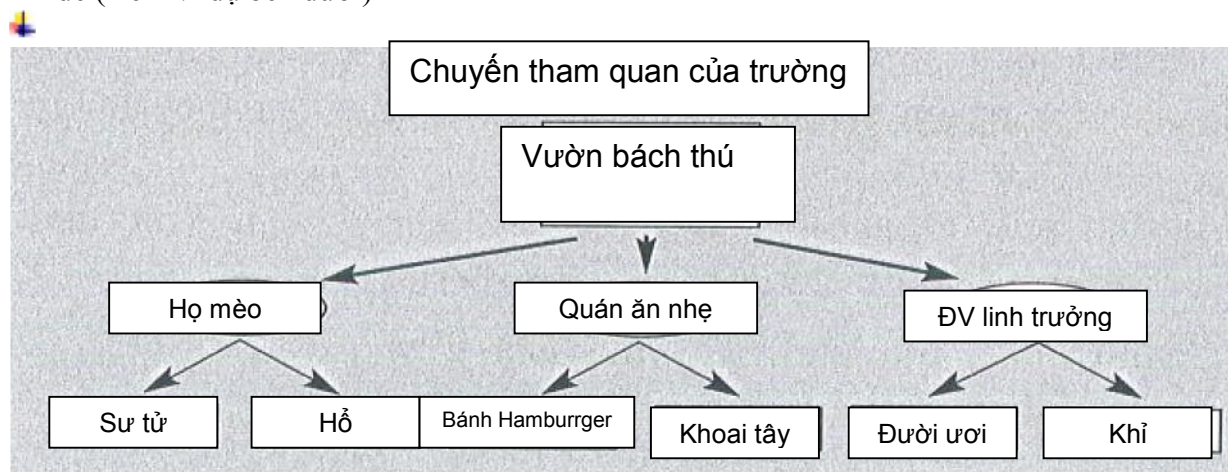 Chuyến tham quan của trường
Vườn bách thú
Họ mèo
Quán ăn nhẹ
ĐV linh trưởng
Sư tử
Hổ
Bánh Hamburrger
Khoai tây
Đười ươi
Khỉ